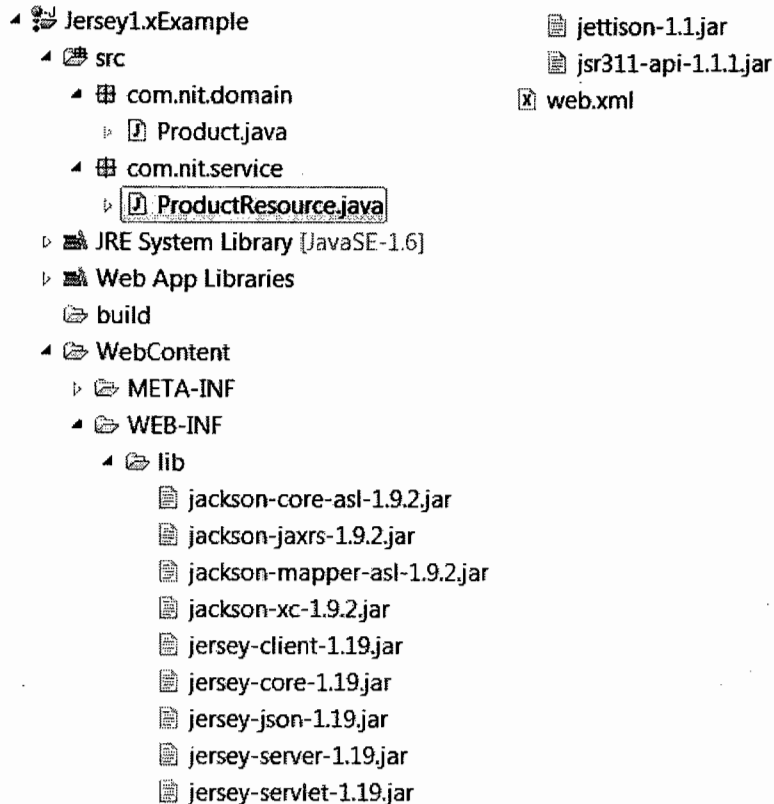 Jersey1.xExample
src
com.nit.domain
Product.java
com.nit.service
ProductResource.java
JRE System Library [JavaSE-1.6]
Web App Libraries
build
WebContent
META-INF
WEB-INF
lib
jackson-core-asl-1.9.2.jar
jackson-jaxrs-1.9.2.jar
jackson-mapper-asl-1.9.2.jar
jackson-xc-1.9.2.jar
jersey-client-1.19.jar
jersey-core-1.19.jar
jersey-json-1.19.jar
jersey-server-1.19.jar
jersey-servlet-1.19.jar
jettison-1.1.jar
jsr311-api-1.1.1.jar
web.xml